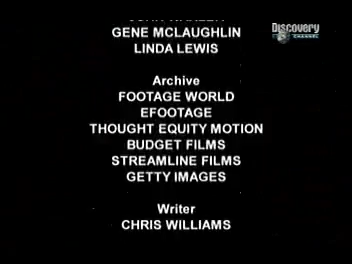 GENE MCLAUGHLIN
LINDA LEWIS
Archive
FOOTAGE WORLD
EFOOTAGE
THOUGHT EQUITY MOTION
BUDGET FILMS
STREAMLINE FILMS
GETTY IMAGES
Writer
CHRIS WILLIAMS
Discovery
CHANNEL